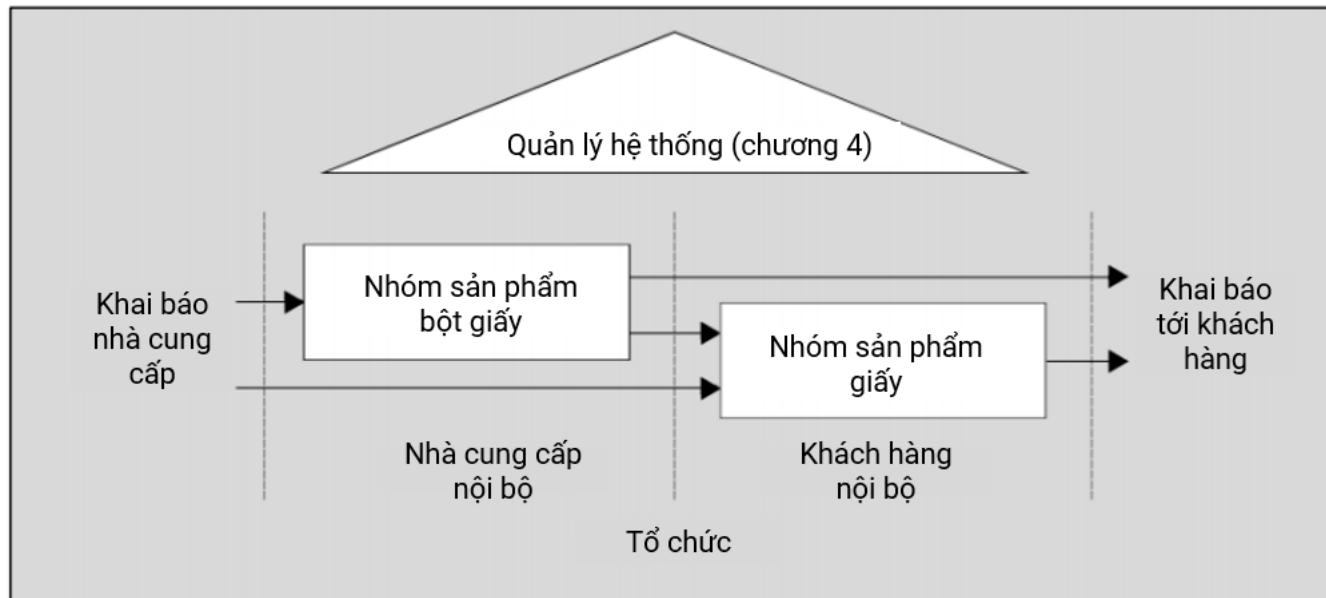 Quản lý hệ thống (chương 4)
Khai báo
nhà cung
cấp
Nhóm sản phẩm
bột giấy
Nhóm sản phẩm
giấy
Khai báo
tới khách
hàng
Nhà cung cấp
nội bộ
Khách hàng
nội bộ
Tổ chức